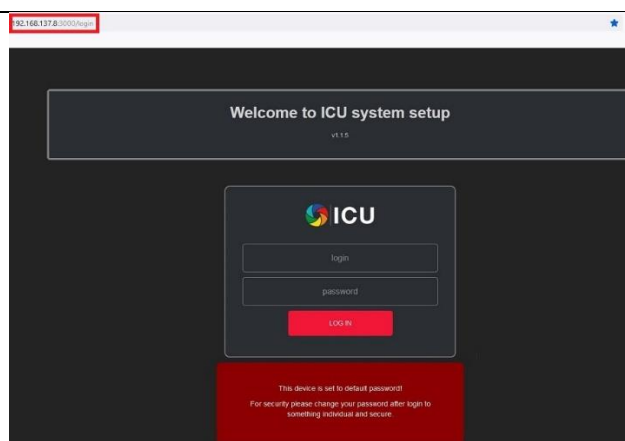 192.168.137.8:3000/login
Welcome to ICU system setup
v1.1.5
ICU
login
password
LOG IN
This device is set to default password!
For security please change your password after login to
something individual and secure.